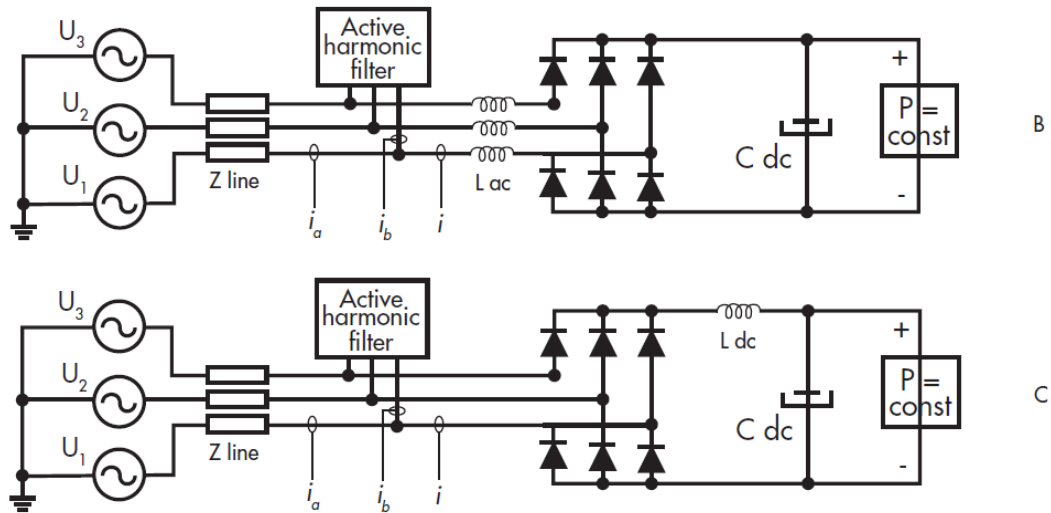 U3
Active
harmonic
filter
U2
U1
Z line
L ac
ia
ib
i
C dc
+
P =
const
-
B
U3
Active
harmonic
filter
U2
U1
Z line
ia
ib
i
L dc
C dc
+
P =
const
-
C